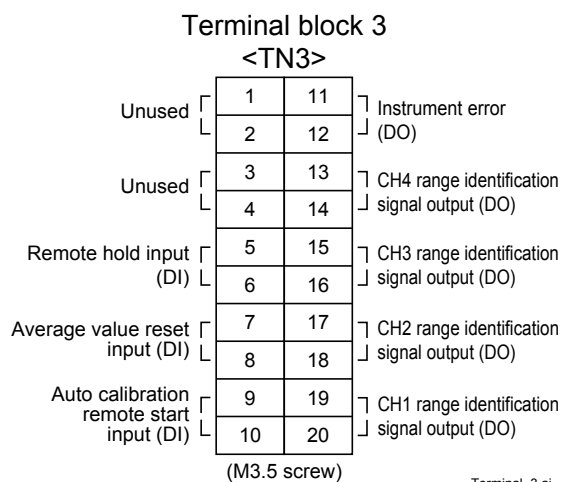 Terminal block 3
<TN3>
Unused
1 11
2 12
Instrument error
(DO)
Unused
3 13
4 14
CH4 range identification
signal output (DO)
Remote hold input
(DI)
5 15
6 16
CH3 range identification
signal output (DO)
Average value reset
input (DI)
7 17
8 18
CH2 range identification
signal output (DO)
Auto calibration
remote start
input (DI)
9 19
10 20
CH1 range identification
signal output (DO)
(M3.5 screw)